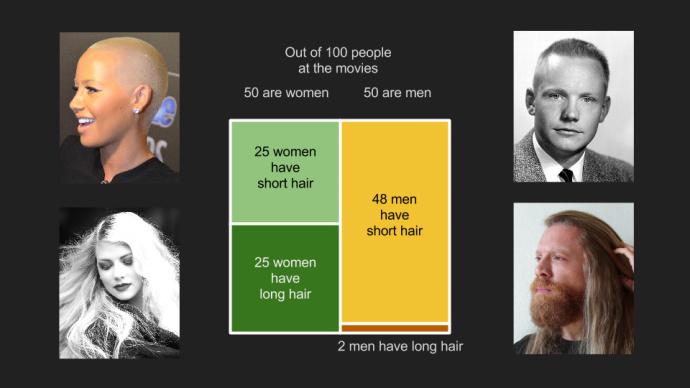 Out of 100 people
at the movies
50 are women
50 are men
25 women
have
short hair
48 men
have
short hair
25 women
have
long hair
2 men have long hair